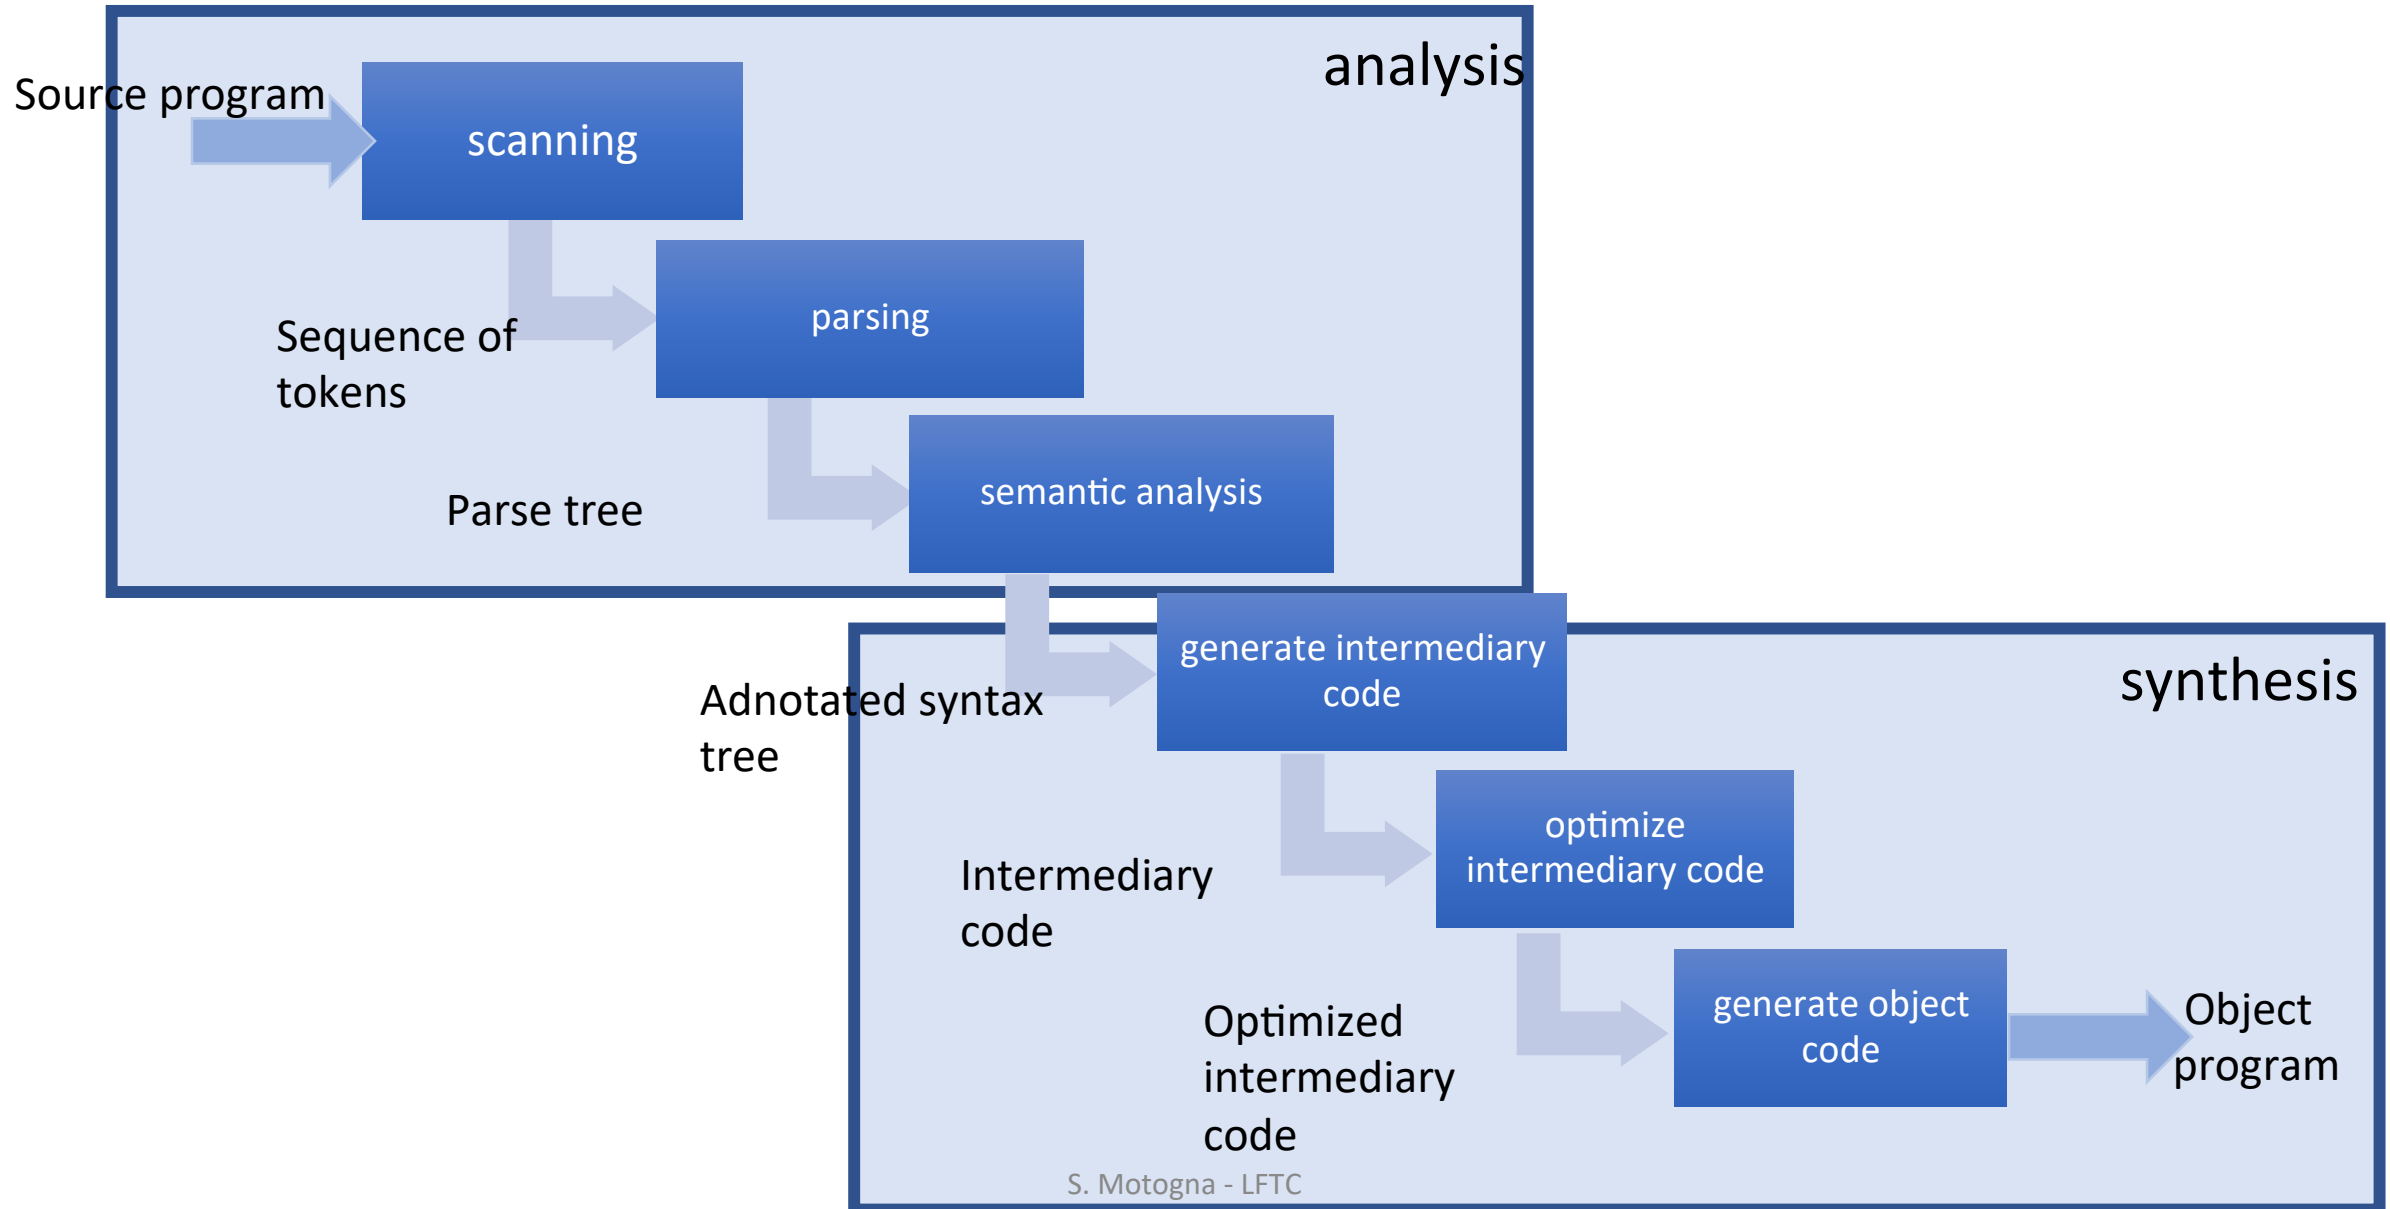 analysis
Source program
scanning
parsing
Sequence of
tokens
semantic analysis
Parse tree
generate intermediary
code
synthesis
Adnotated syntax
tree
optimize
intermediary code
Intermediary
code
generate object
code
Object
program
Optimized
intermediary
code
S. Motogna - LFTC